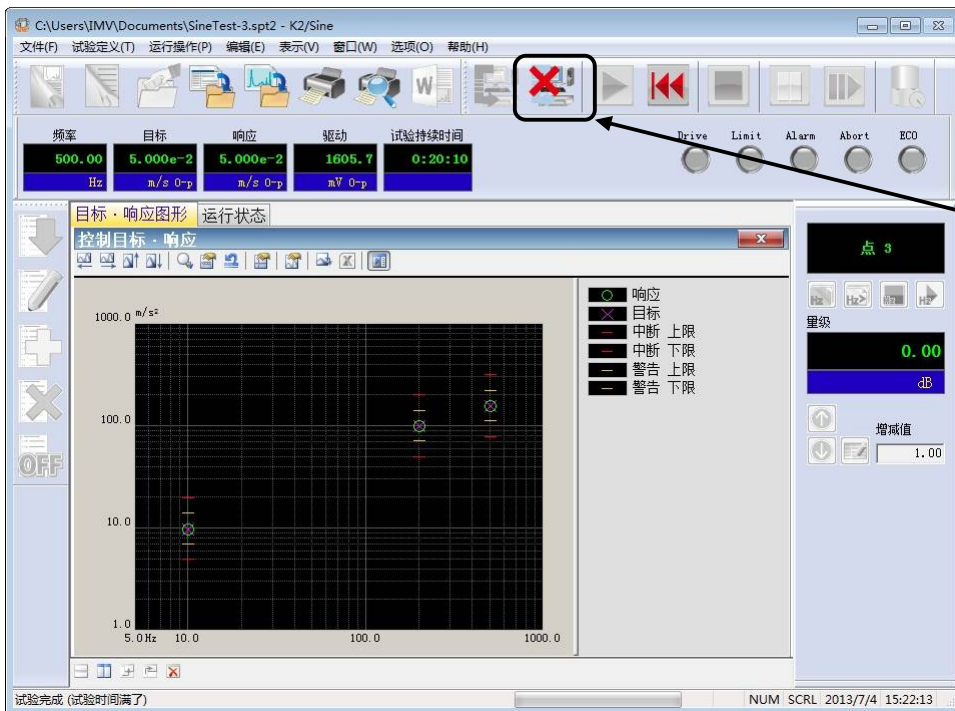 C:\Users\IMV\Documents\SineTest-3.spt2 - K2/Sine
文件(F) 试验定义(T) 运行操作(P) 编辑(E) 表示(V) 窗口(W) 选项(O) 帮助(H)
频率 目标 响应 驱动 试验持续时间
Drive Limit Alarm Abort ECO
500.00 5.000e-2 5.000e-2 1605.7 0:20:10
Hz m/s 0-p m/s 0-p mV 0-p
目标・响应图形 运行状态
控制目标・响应
点 3
量级
0.00
dB
增减值
1.00
OFF
m/s²
1000.0
100.0
10.0
1.0
5.0Hz 10.0 100.0 1000.0
响应
目标
中断 上限
中断 下限
警告 上限
警告 下限
试验完成 (试验时间满了)
NUM SCRL 2013/7/4 15:22:13